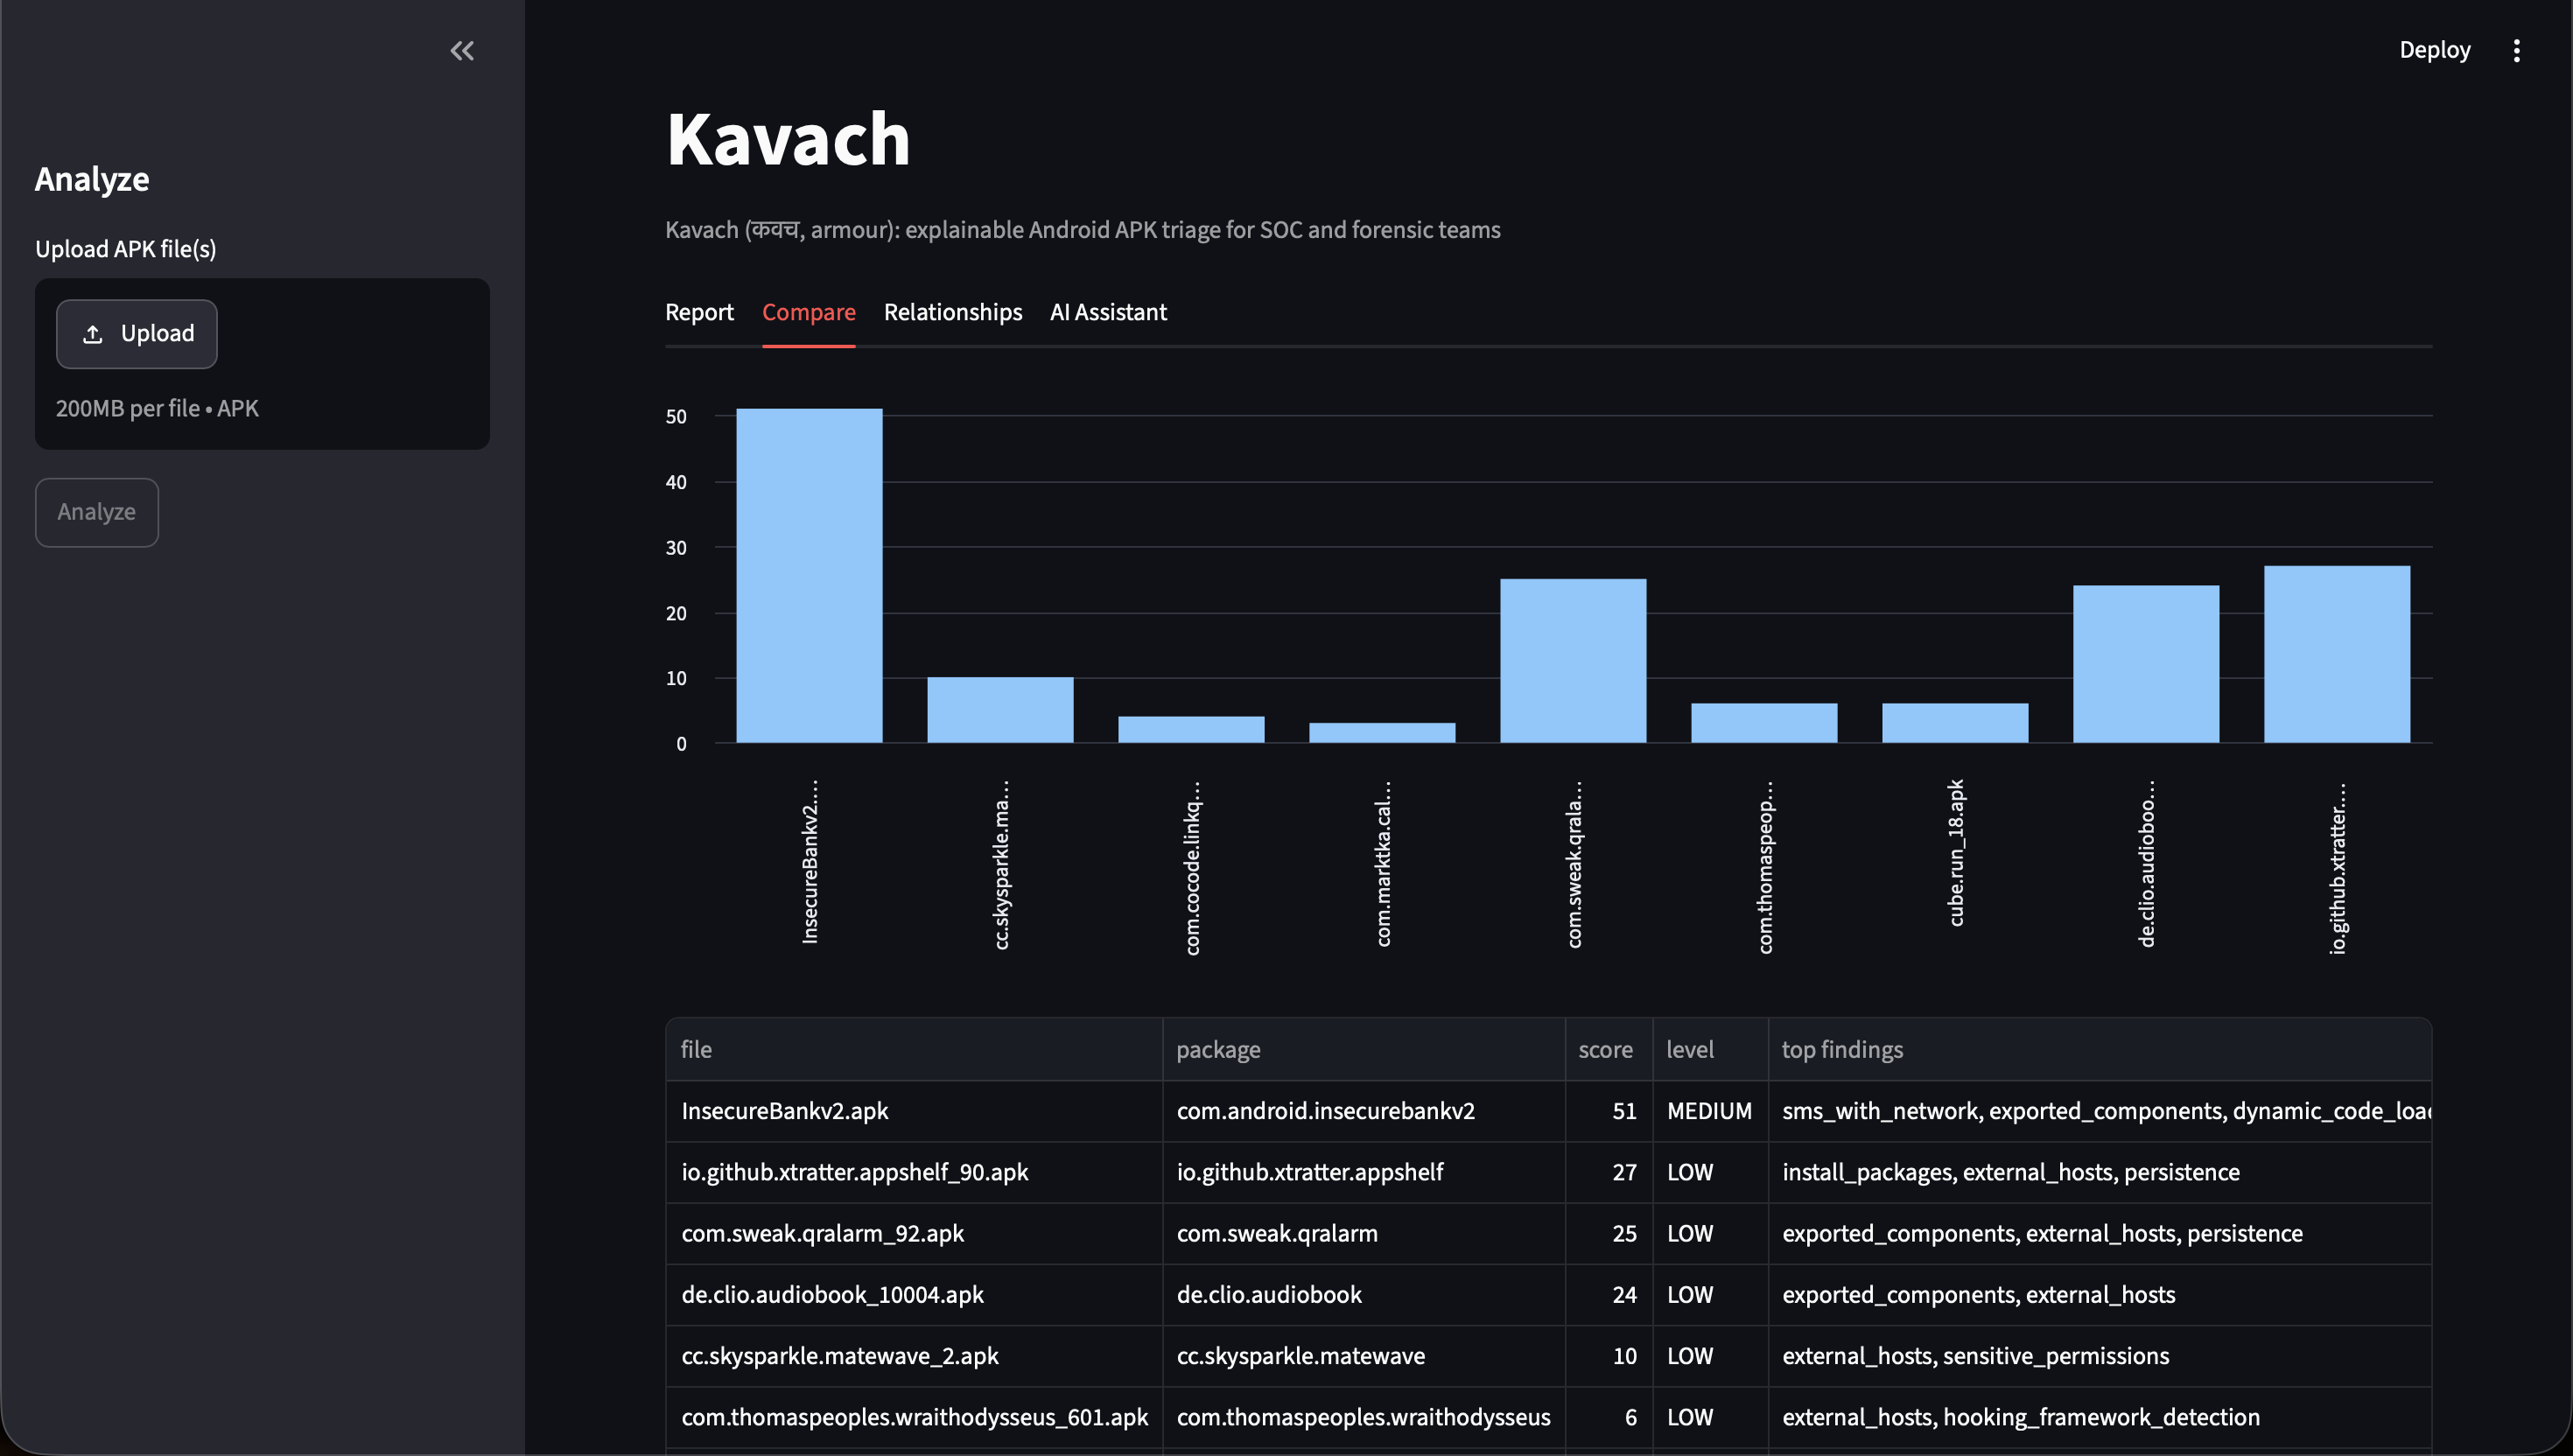 Deploy
Analyze
Upload APK file(s)
Upload
200MB per file • APK
Analyze
Kavach
Kavach (कवच, armour): explainable Android APK triage for SOC and forensic teams
Report Compare Relationships AI Assistant
50
40
30
20
10
0
InsecureBankv2.…
cc.skysparkle.ma…
com.cocode.linkq…
com.marktka.cal…
com.sweak.qrala…
com.thomaspeop…
cube.run_18.apk
de.clio.audioboo…
io.github.xtratter.…
file package score level top findings
InsecureBankv2.apk com.android.insecurebankv2 51 MEDIUM sms_with_network, exported_components, dynamic_code_loa
io.github.xtratter.appshelf_90.apk io.github.xtratter.appshelf 27 LOW install_packages, external_hosts, persistence
com.sweak.qralarm_92.apk com.sweak.qralarm 25 LOW exported_components, external_hosts, persistence
de.clio.audiobook_10004.apk de.clio.audiobook 24 LOW exported_components, external_hosts
cc.skysparkle.matewave_2.apk cc.skysparkle.matewave 10 LOW external_hosts, sensitive_permissions
com.thomaspeoples.wraithodysseus_601.apk com.thomaspeoples.wraithodysseus 6 LOW external_hosts, hooking_framework_detection